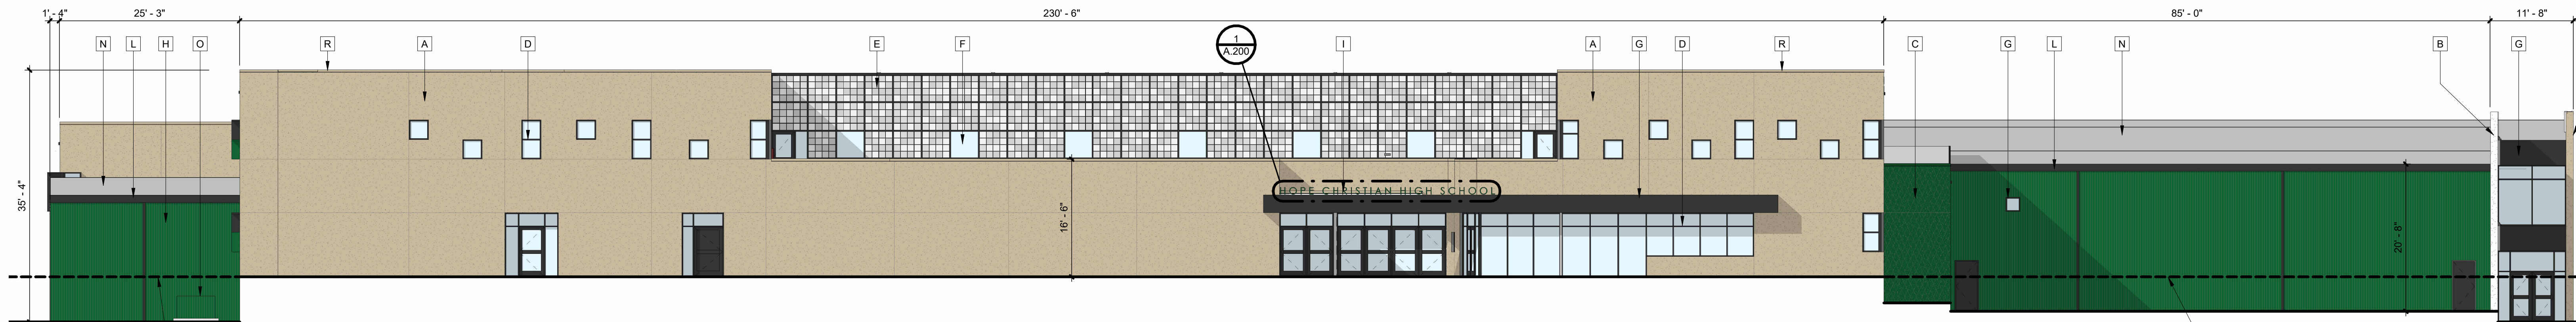 1' - 4" 25' - 3" 230' - 6" 85' - 0" 11' - 8"
N L H O R A D E F 1 I A G D R C G L N B G
A.200
35' - 4"
HOPE CHRISTIAN HIGH SCHOOL
16' - 6"
20' - 8"